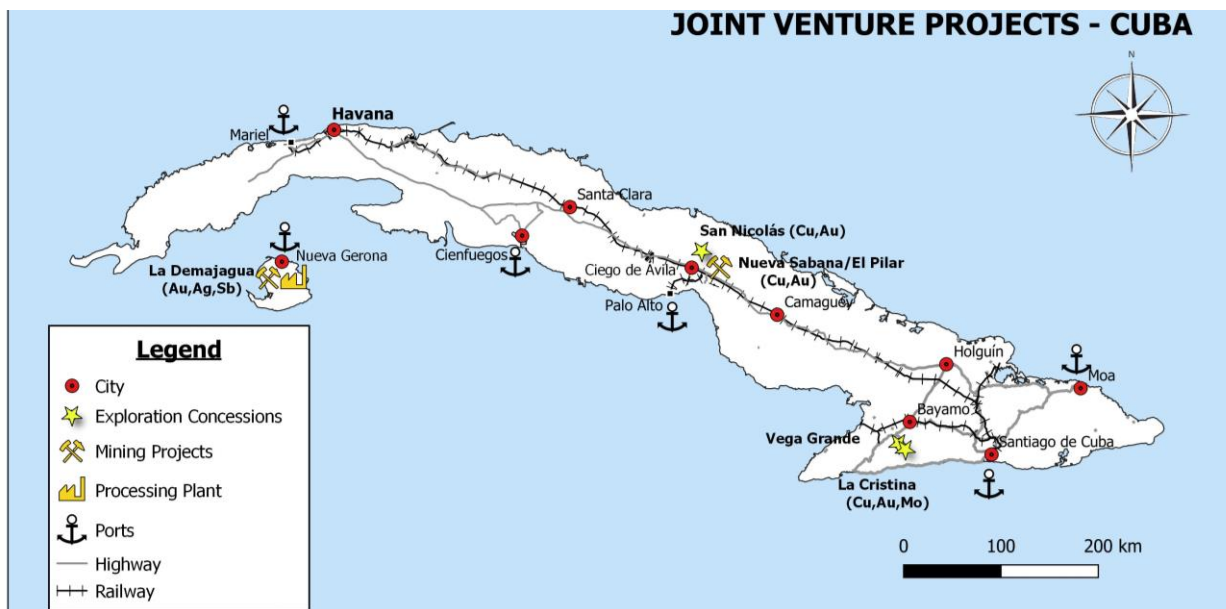 JOINT VENTURE PROJECTS - CUBA
N
Havana
Mariel
Santa Clara
San Nicolás (Cu,Au)
Nueva Gerona
Cienfuegos
La Demajagua
(Au,Ag,Sb)
Ciego de Ávila
Nueva Sabana/El Pilar
(Cu,Au)
Palo Alto
Camaguey
Holguín
Moa
Bayamo
Vega Grande
Santiago de Cuba
La Cristina
(Cu,Au,Mo)
Legend
City
Exploration Concessions
Mining Projects
Processing Plant
Ports
Highway
Railway
0 100 200 km